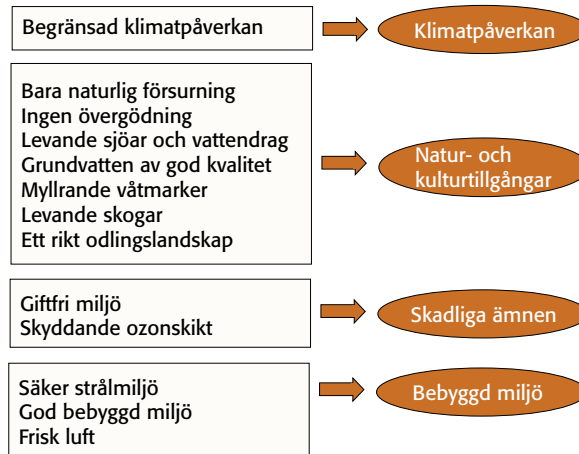 Begränsad klimatpåverkan
Klimatpåverkan
Bara naturlig försurning
Ingen övergödning
Levande sjöar och vattendrag
Grundvatten av god kvalitet
Myllrande våtmarker
Levande skogar
Ett rikt odlingslandskap
Natur- och
kulturtillgångar
Giftfri miljö
Skyddande ozonskikt
Skadliga ämnen
Säker strålmiljö
God bebyggd miljö
Frisk luft
Bebyggd miljö